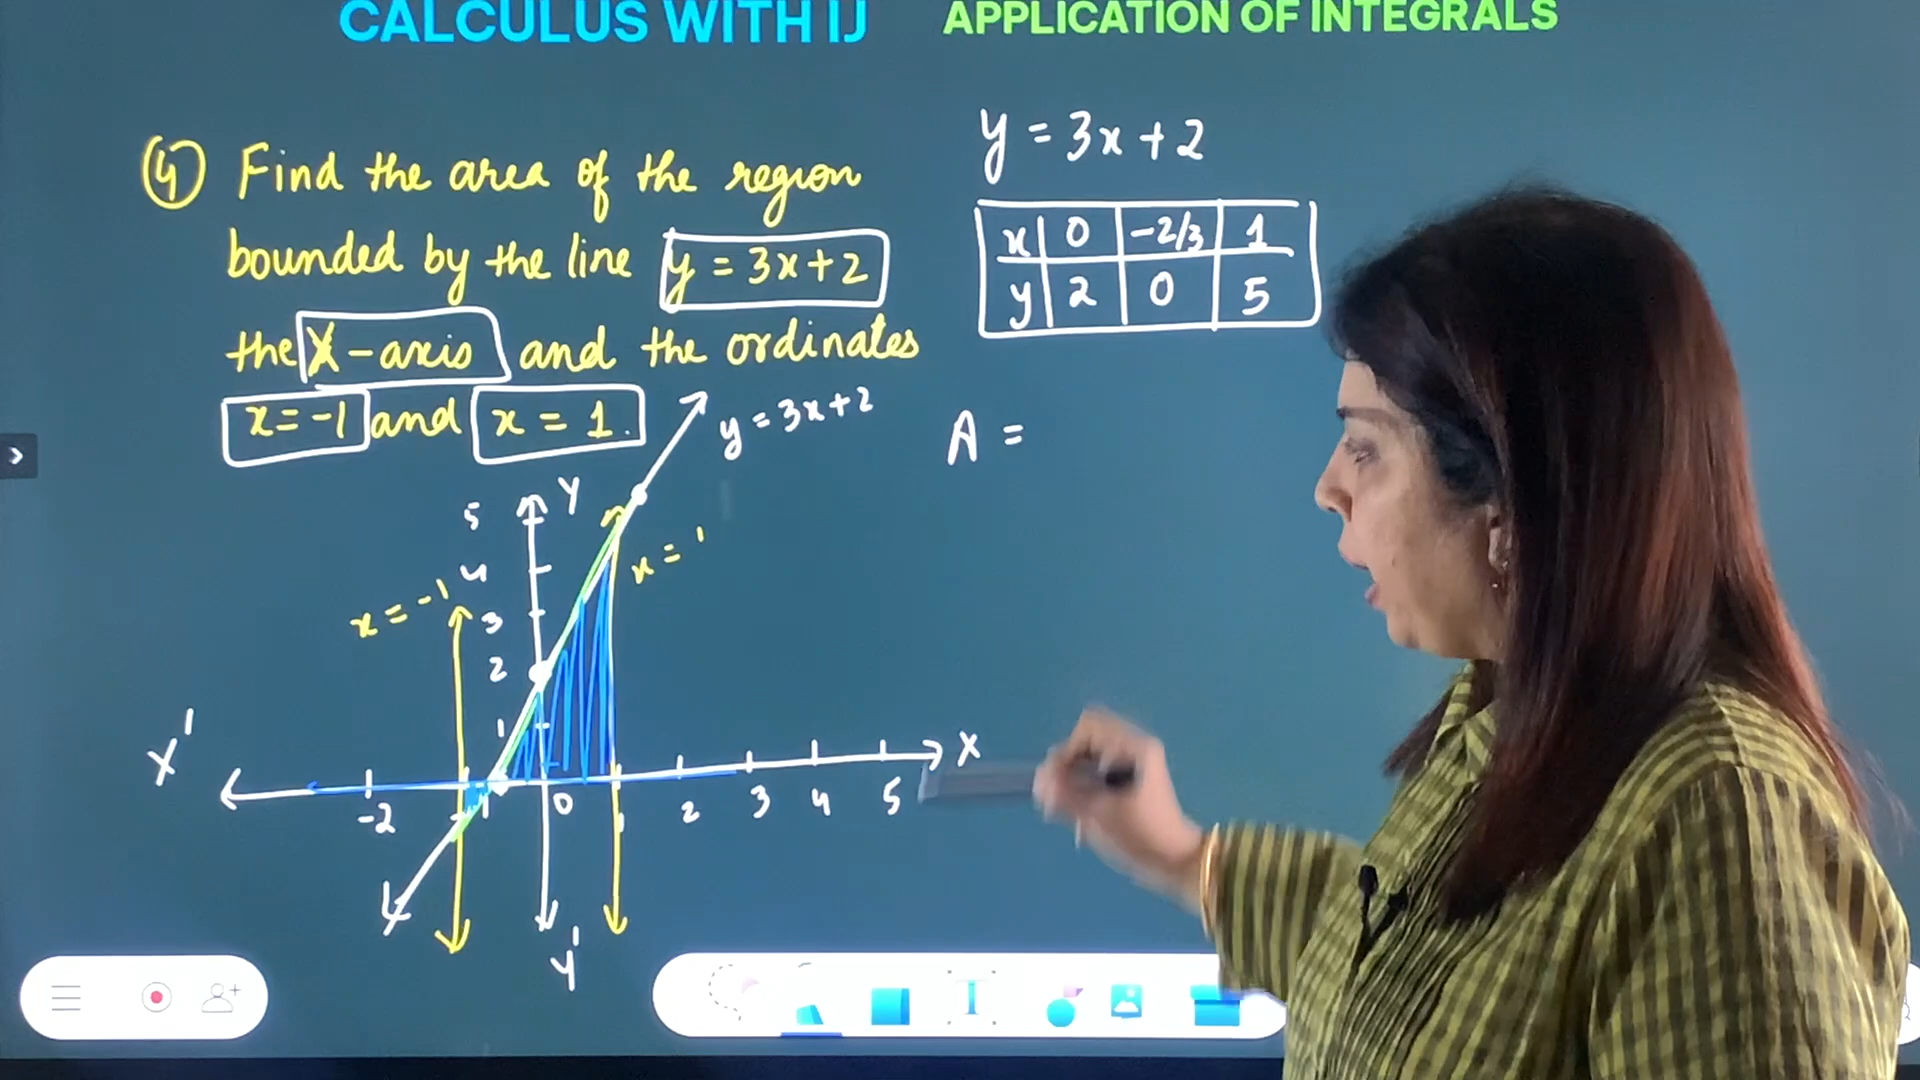 CALCULUS WITH IJ APPLICATION OF INTEGRALS
④ Find the area of the region
bounded by the line y = 3x+2
the X-axis and the ordinates
x=-1 and x = 1.
y = 3x+2
x 0 -2/3 1
y 2 0 5
A =
y = 3x+2
Y
5
4
3
2
1
x = 1
x = -1
X'
X
-2 -1 0 1 2 3 4 5
Y'
T